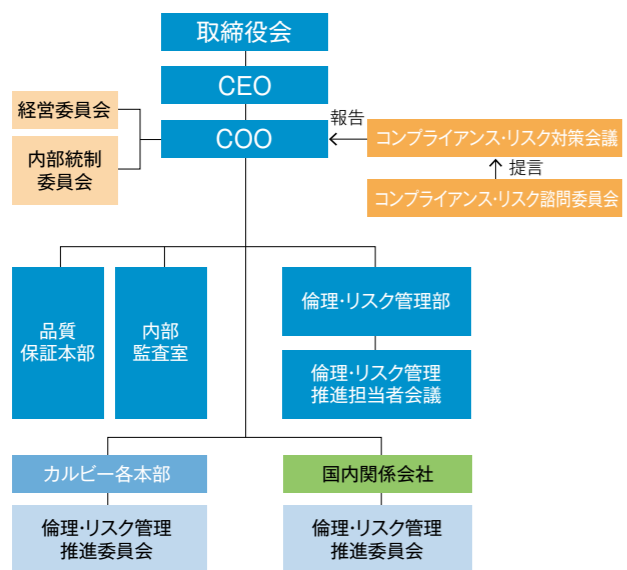 取締役会
CEO
経営委員会
COO
報告
コンプライアンス・リスク対策会議
内部統制
委員会
提言
コンプライアンス・リスク諮問委員会
品質
保証本部
内部
監査室
倫理・リスク管理部
倫理・リスク管理
推進担当者会議
カルビー各本部
国内関係会社
倫理・リスク管理
推進委員会
倫理・リスク管理
推進委員会